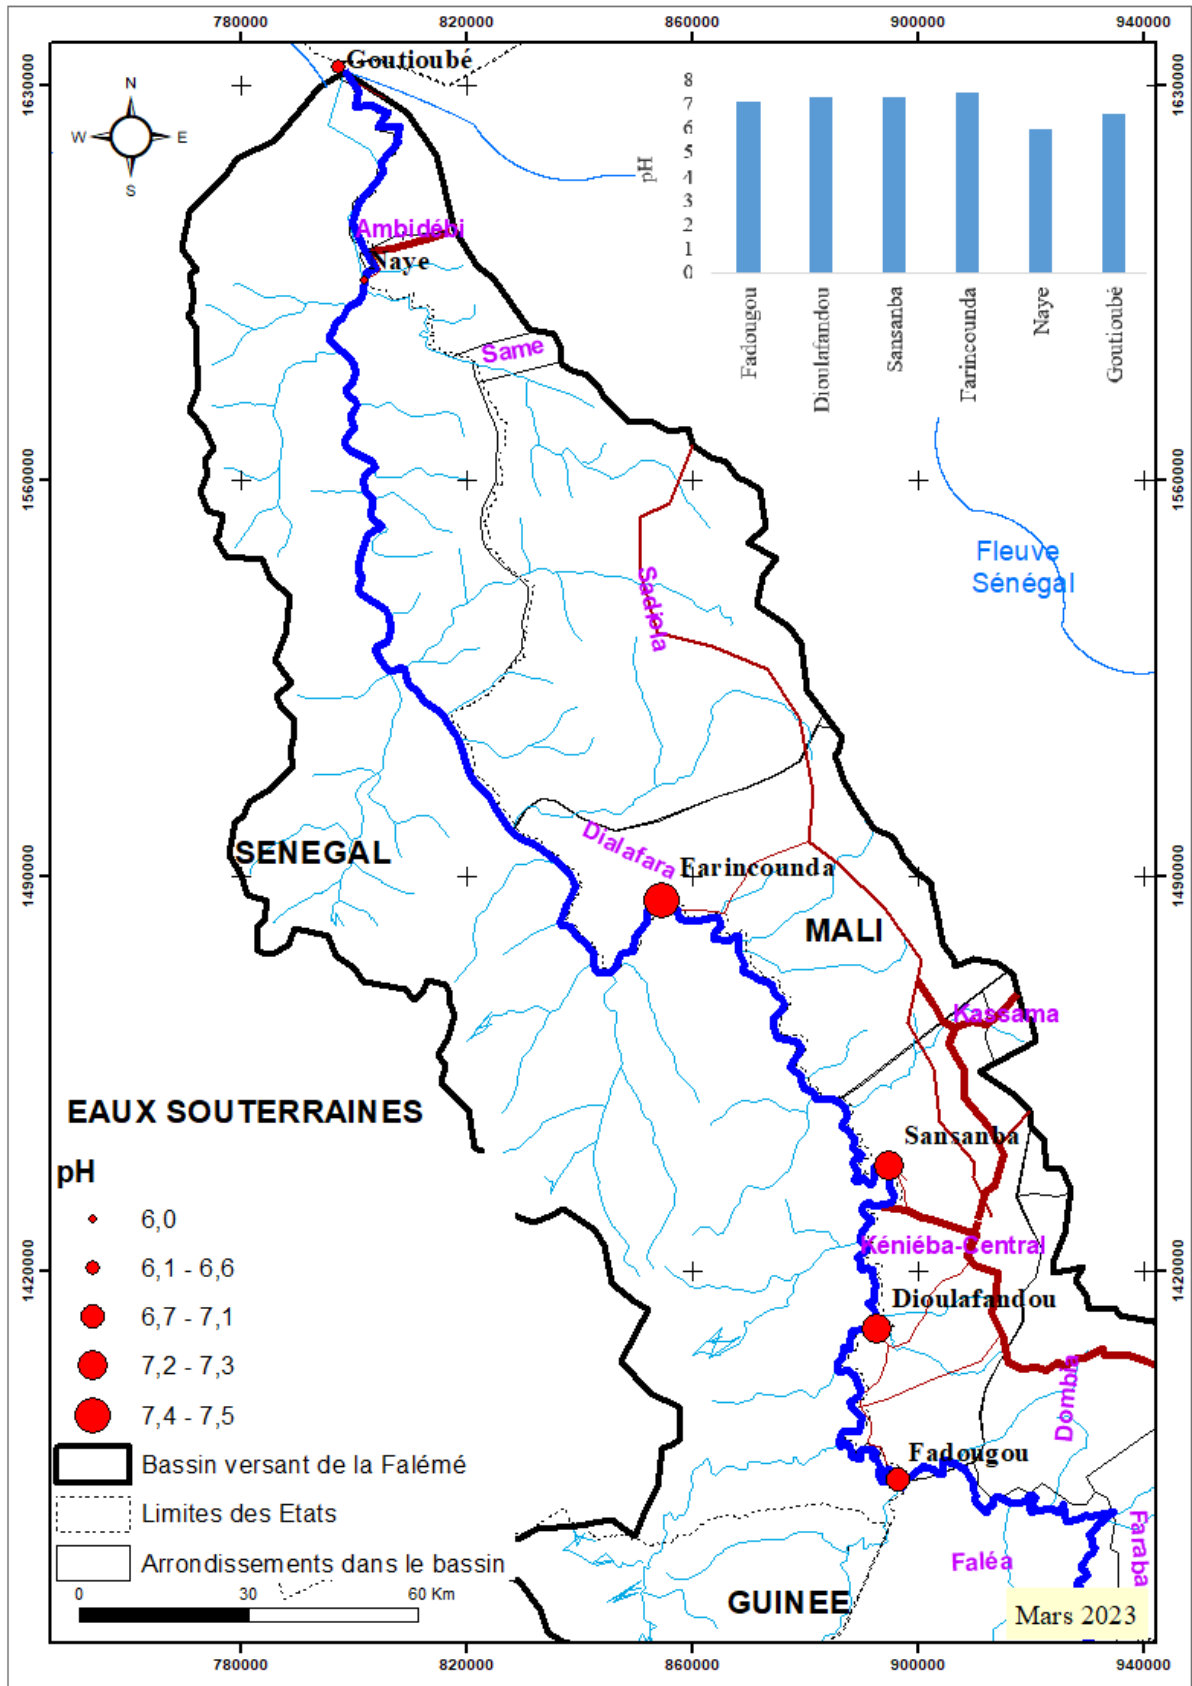 780000 820000 860000 900000 940000
1630000
1630000
Goutioubé
N
W E
S
8
7
6
5
4
3
2
1
0
pH
Fadougou
Dioulafandou
Sansanba
Farincounda
Naye
Goutioubé
Ambidébi
Naye
Same
1560000
1560000
Fleuve
Sénégal
Sadiola
Dialafara
SENEGAL
Farincounda
1490000
1490000
MALI
Kassama
EAUX SOUTERRAINES
Sansanba
pH
6,0
6,1 - 6,6
6,7 - 7,1
7,2 - 7,3
7,4 - 7,5
Kéniéba-Central
1420000
1420000
Dioulafandou
Dombia
Fadougou
Bassin versant de la Falémé
Limites des Etats
Arrondissements dans le bassin
Faléa
Faraba
0 30 60 Km
GUINEE
Mars 2023
780000 820000 860000 900000 940000